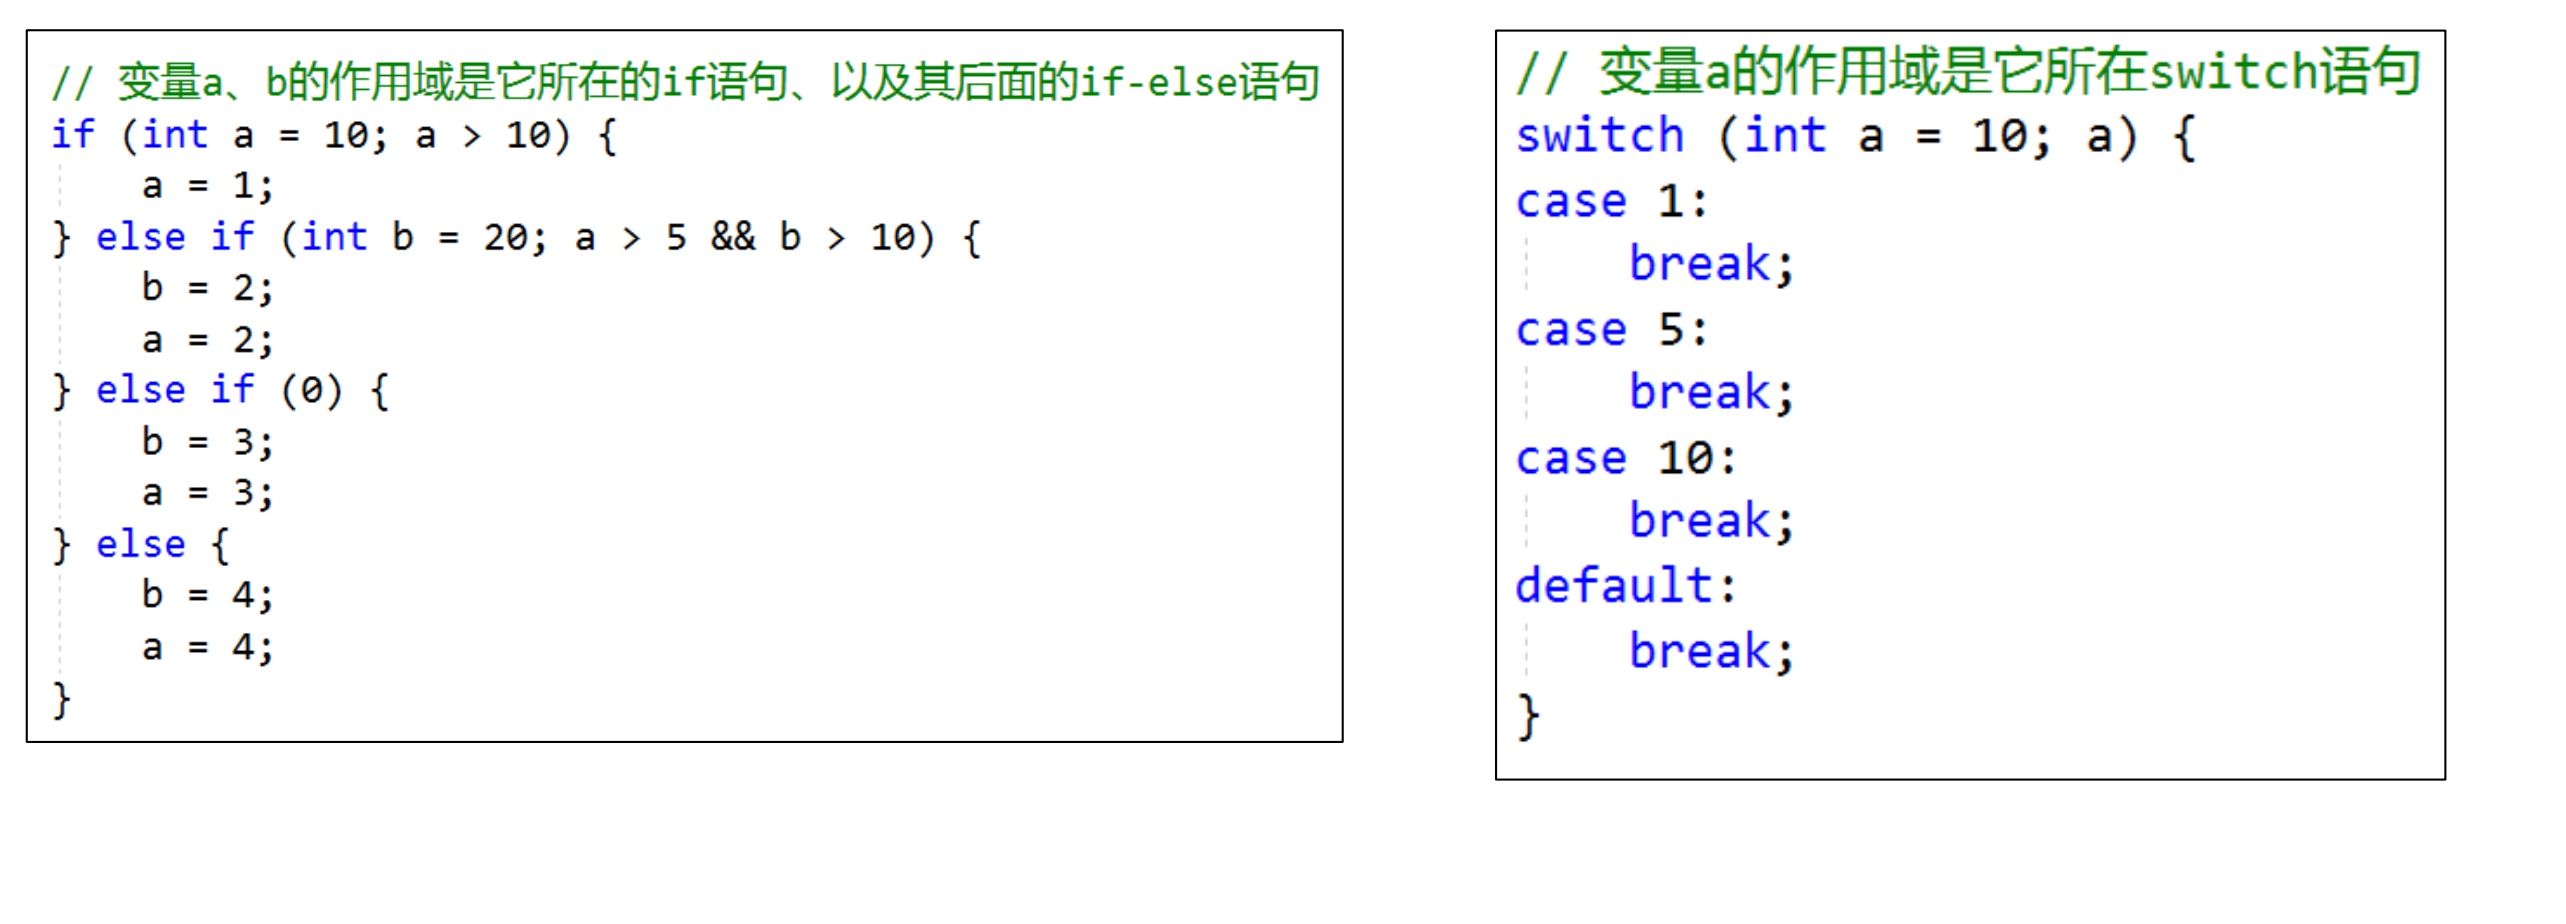 // 变量a、b的作用域是它所在的if语句、以及其后面的if-else语句
if (int a = 10; a > 10) {
    a = 1;
} else if (int b = 20; a > 5 && b > 10) {
    b = 2;
    a = 2;
} else if (0) {
    b = 3;
    a = 3;
} else {
    b = 4;
    a = 4;
}
// 变量a的作用域是它所在switch语句
switch (int a = 10; a) {
case 1:
    break;
case 5:
    break;
case 10:
    break;
default:
    break;
}